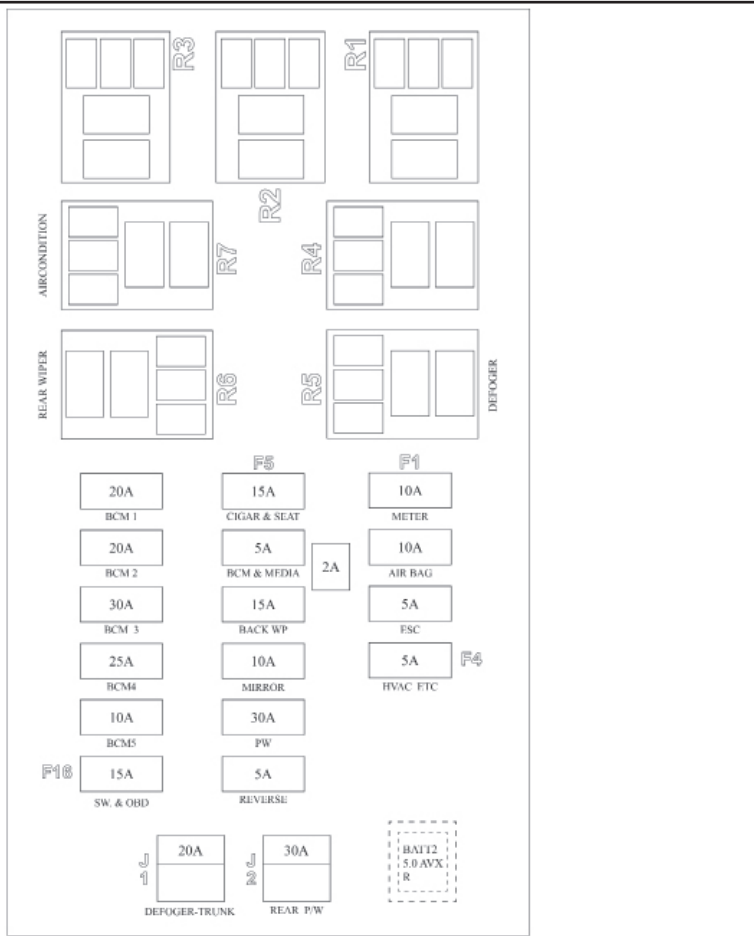 R3
R1
R2
AIRCONDITION
R7
R4
REAR WIPER
R6
R5
DEFOGER
F5
F1
20A
15A
10A
BCM 1
CIGAR & SEAT
METER
20A
5A
2A
10A
BCM 2
BCM & MEDIA
AIR BAG
30A
15A
5A
BCM 3
BACK WP
ESC
25A
10A
5A
F4
BCM4
MIRROR
HVAC ETC
10A
30A
BCM5
PW
F16
15A
5A
SW. & OBD
REVERSE
J1
20A
J2
30A
BATT2
5.0 AVX
R
DEFOGER-TRUNK
REAR P/W